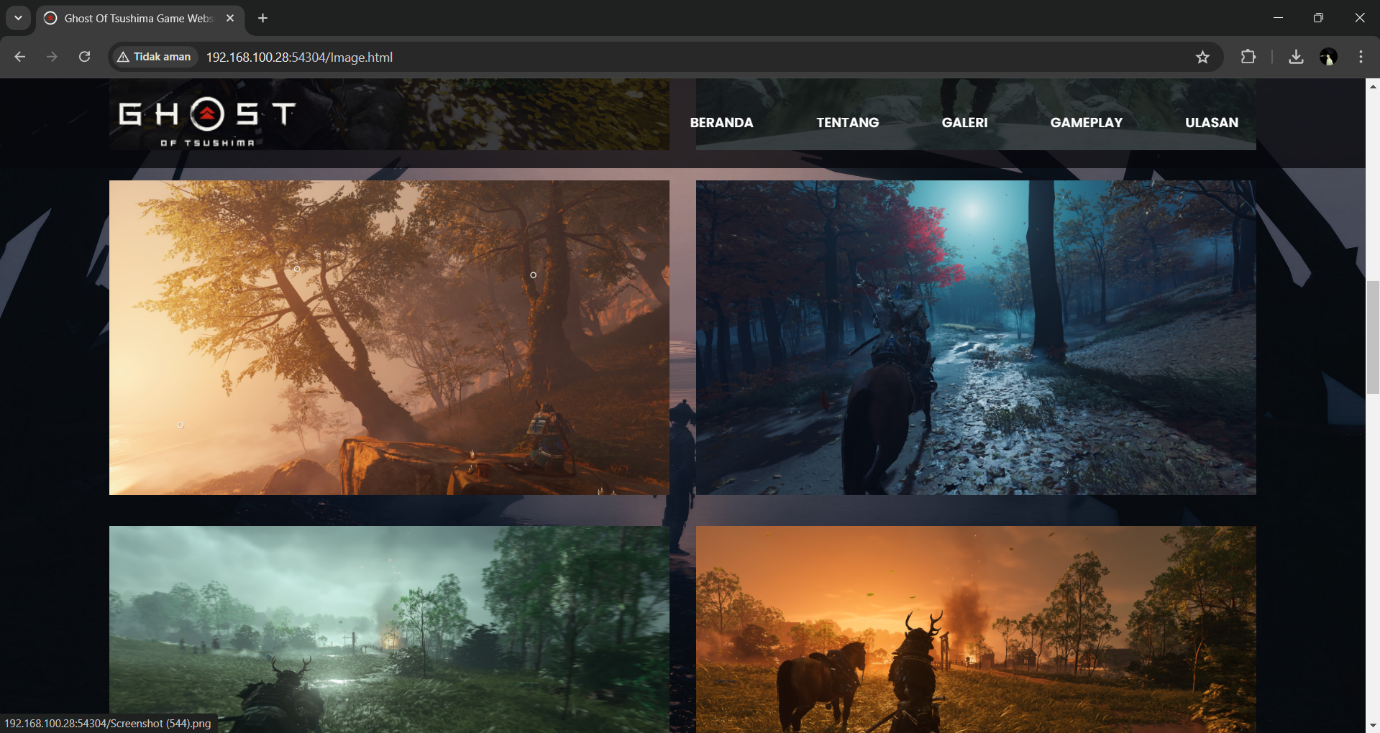 Ghost Of Tsushima Game Webs
Tidak aman
192.168.100.28:54304/Image.html
GHOST
OF TSUSHIMA
BERANDA TENTANG GALERI GAMEPLAY ULASAN
192.168.100.28:54304/Screenshot (544).png